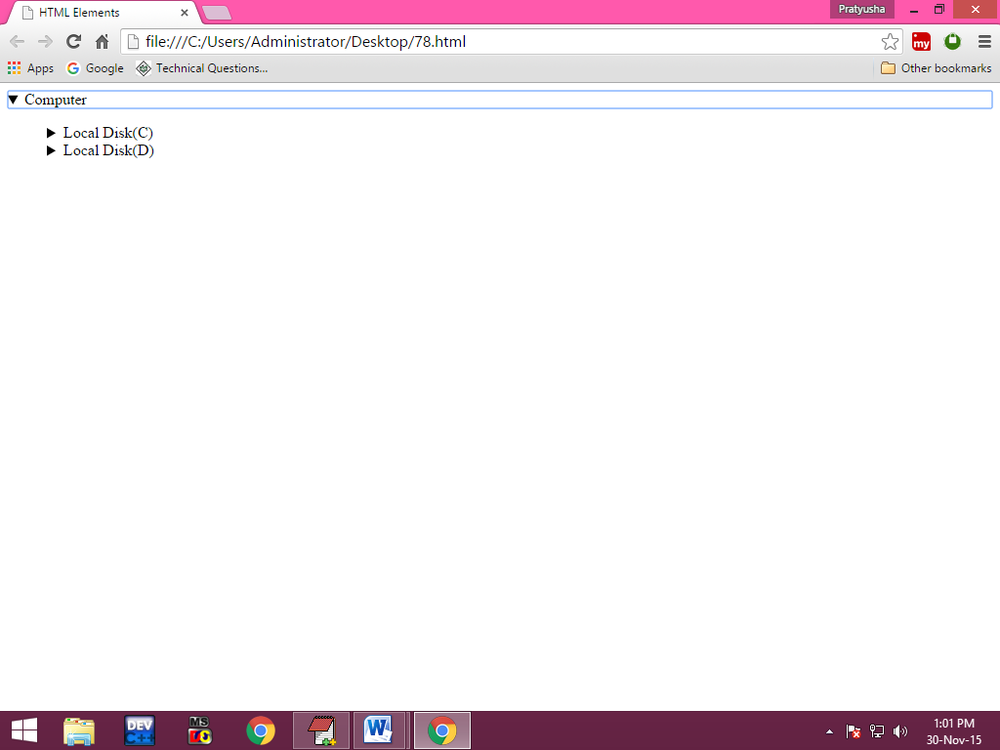 HTML Elements
Pratyusha
file:///C:/Users/Administrator/Desktop/78.html
my
Apps
Google
Technical Questions...
Other bookmarks
Computer
Local Disk(C)
Local Disk(D)
DEV
C++
MS
W
1:01 PM
30-Nov-15